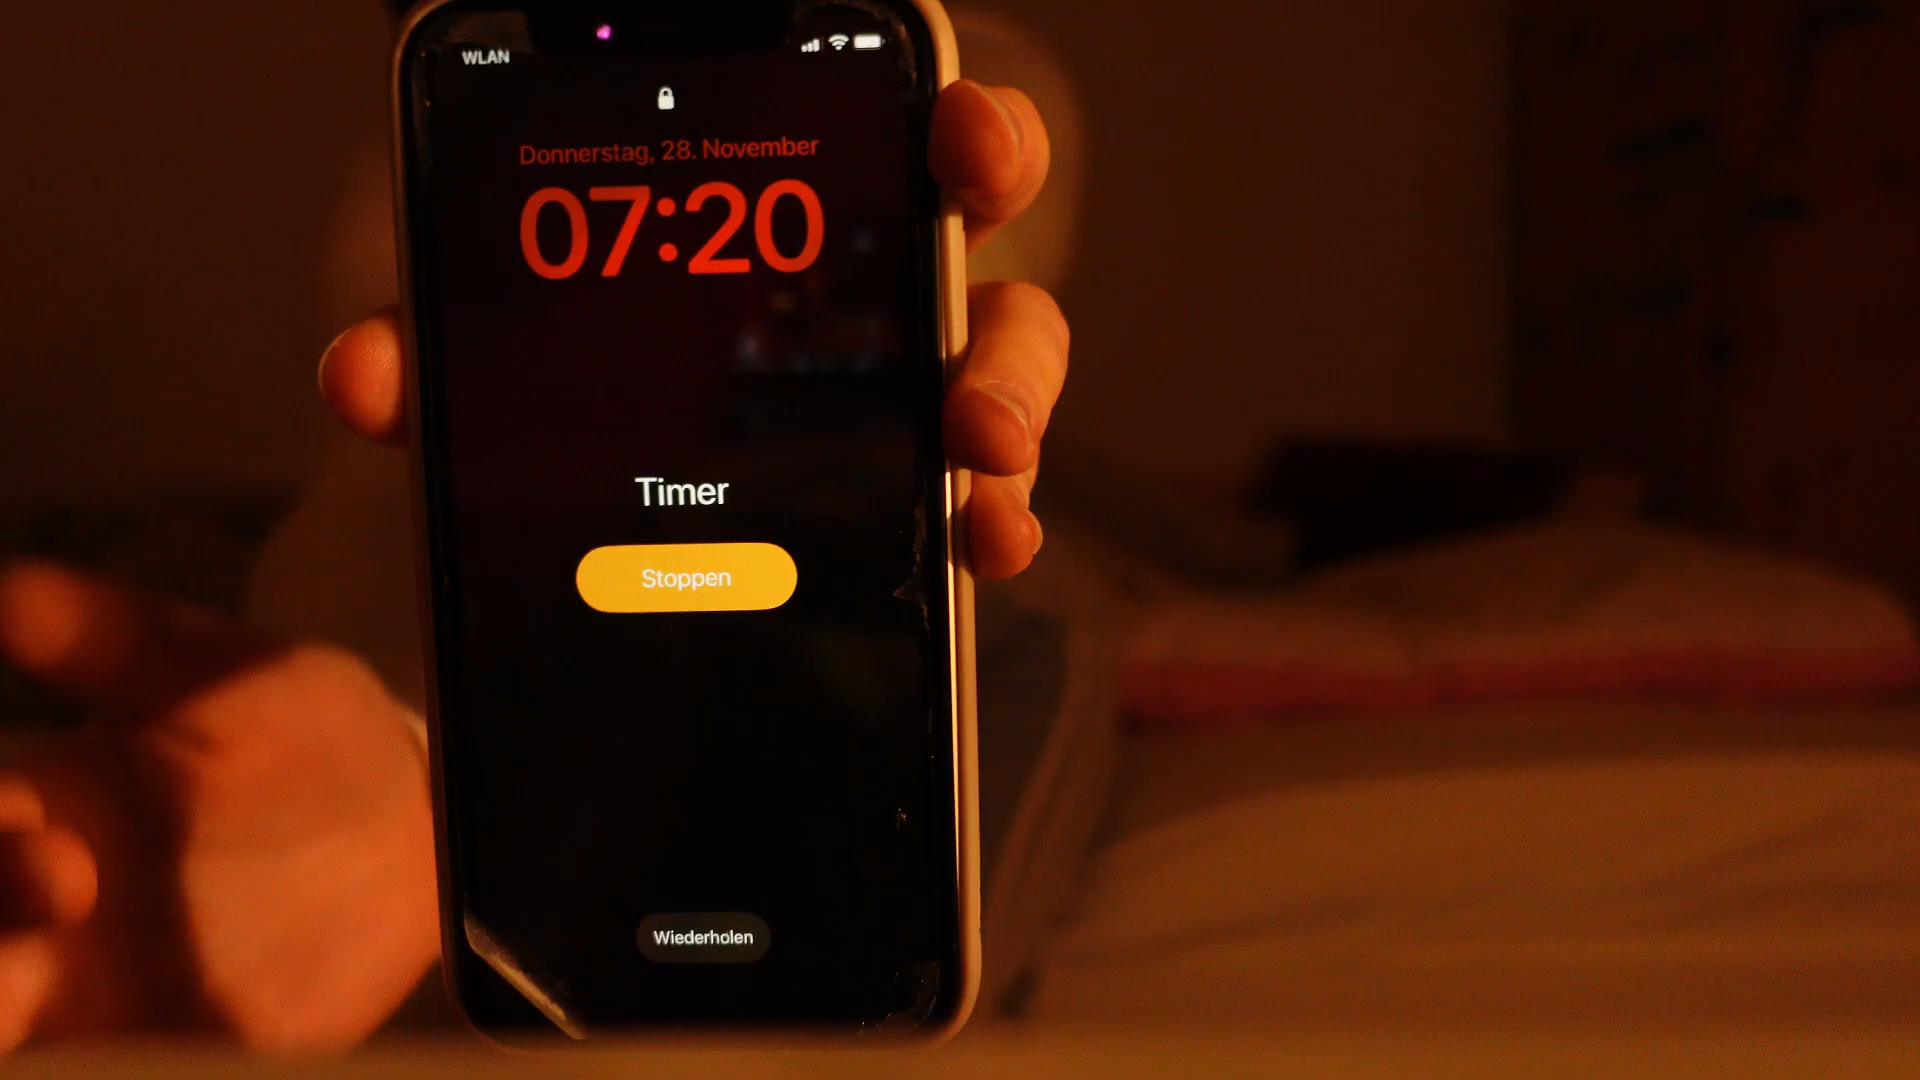 WLAN
Donnerstag, 28. November
07:20
Timer
Stoppen
Wiederholen